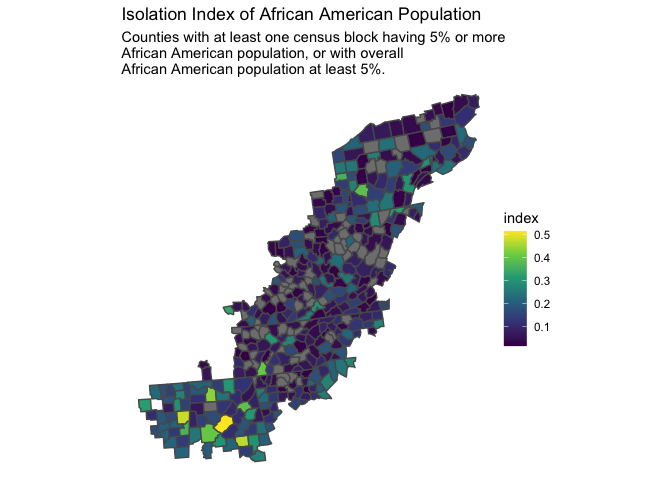 Isolation Index of African American Population
Counties with at least one census block having 5% or more
African American population, or with overall
African American population at least 5%.
index
0.5
0.4
0.3
0.2
0.1